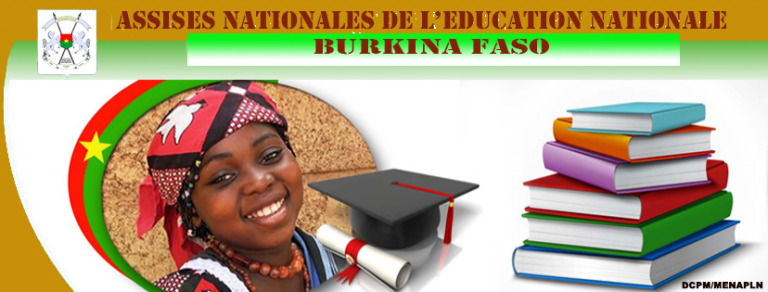 ASSISES NATIONALES DE L'EDUCATION NATIONALE
BURKINA FASO
DCPM/MENAPLN